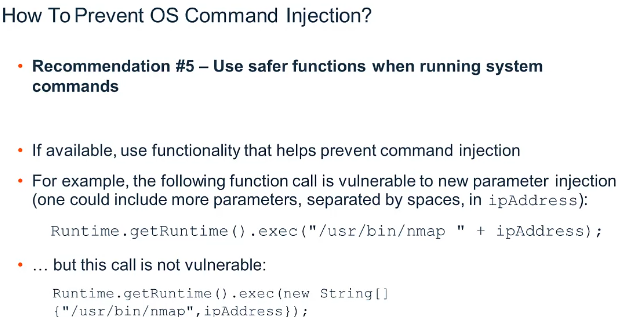 How To Prevent OS Command Injection?
• Recommendation #5 – Use safer functions when running system
commands
• If available, use functionality that helps prevent command injection
• For example, the following function call is vulnerable to new parameter injection
(one could include more parameters, separated by spaces, in ipAddress):
Runtime.getRuntime().exec("/usr/bin/nmap " + ipAddress);
• … but this call is not vulnerable:
Runtime.getRuntime().exec(new String[]
{"/usr/bin/nmap",ipAddress});